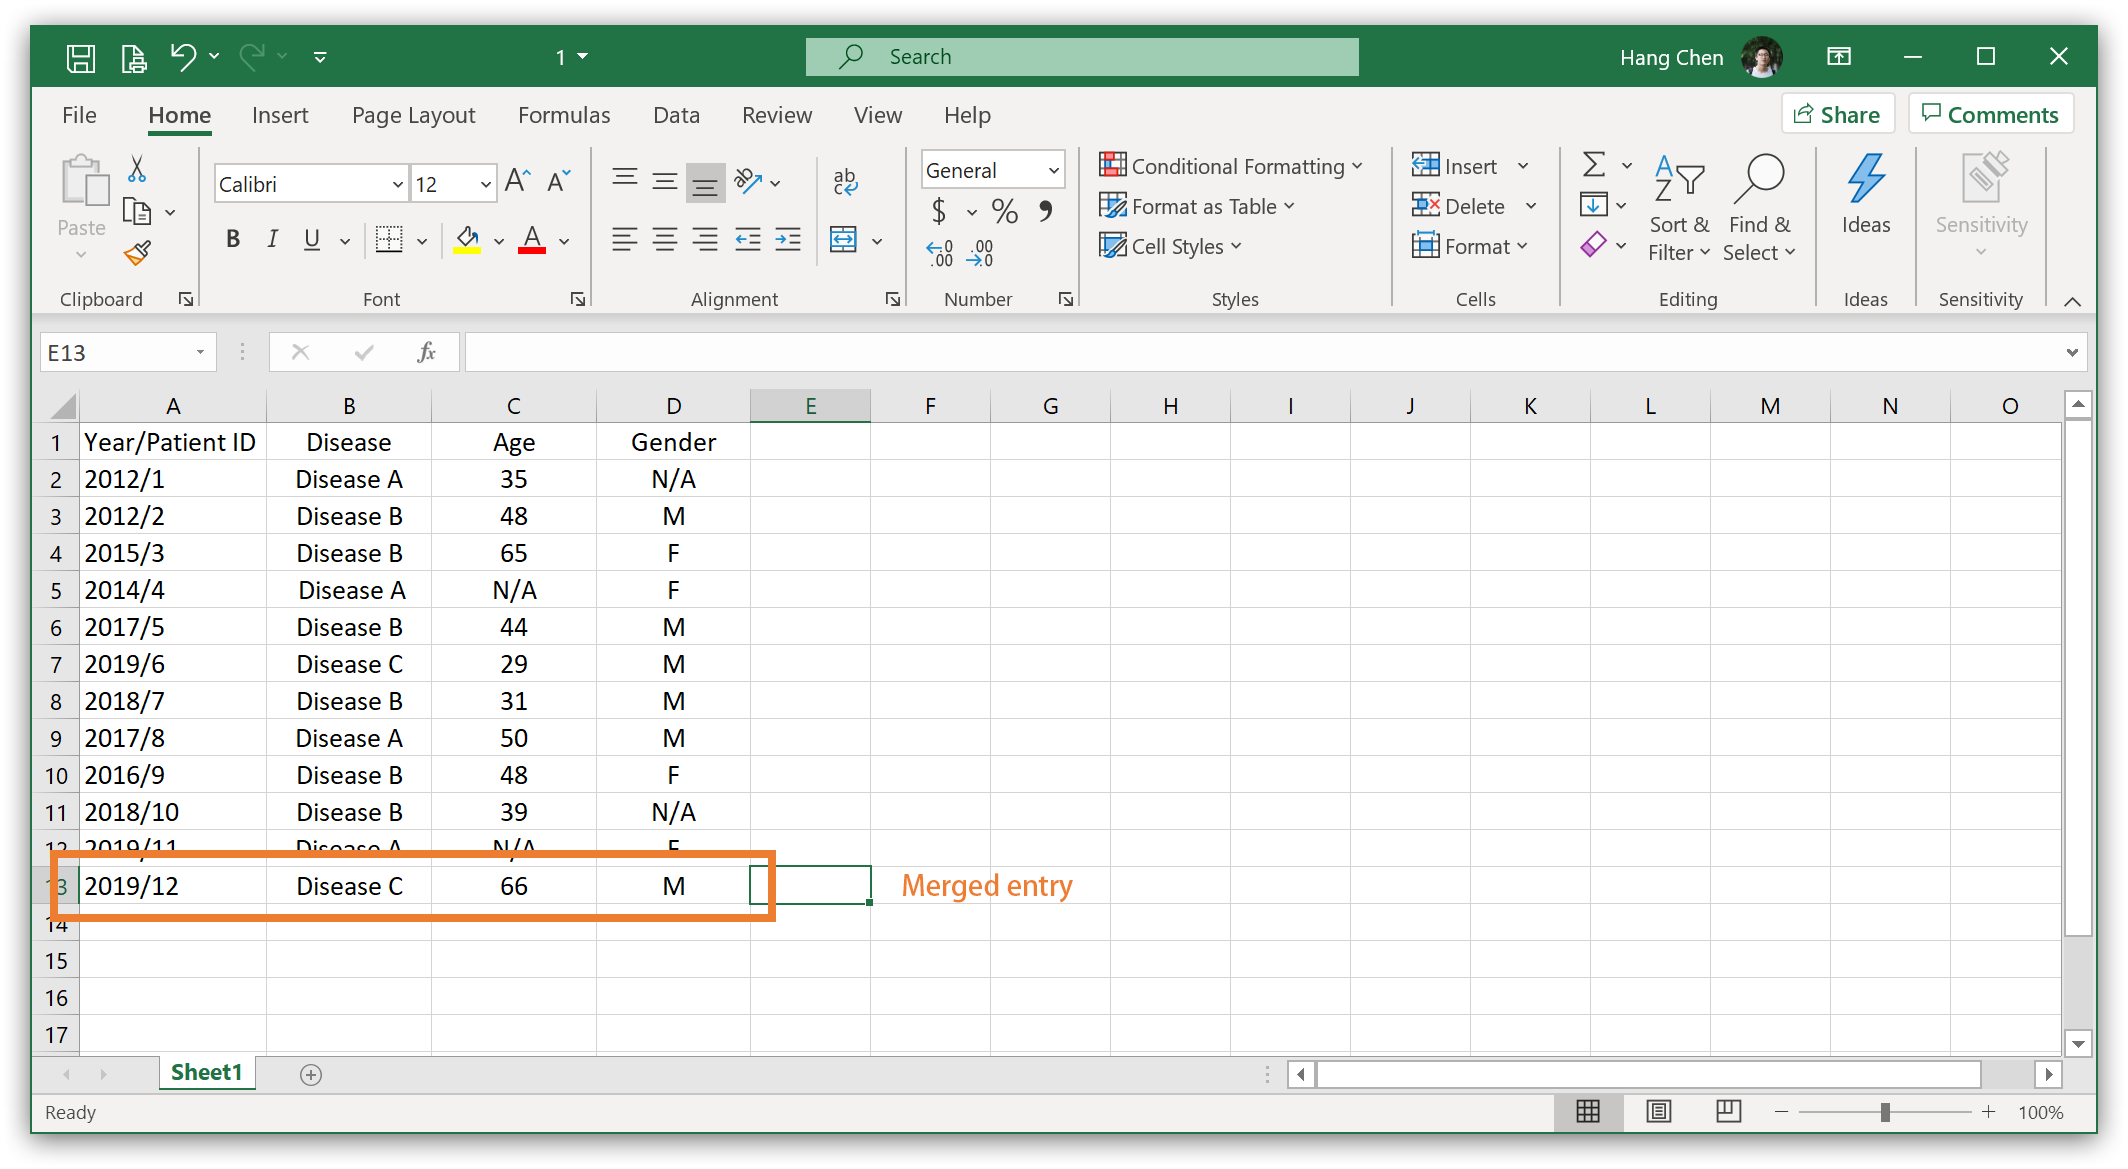 1 Search Hang Chen
File Home Insert Page Layout Formulas Data Review View Help Share Comments
Paste
Clipboard
Calibri 12 A A
B I U A
Font
ab
c
Alignment
General
$ % ,
.00 .00
Number
Conditional Formatting
Format as Table
Cell Styles
Styles
Insert
Delete
Format
Cells
Sort & Filter
Find & Select
Editing
Ideas
Ideas
Sensitivity
Sensitivity
E13 fx
A B C D E F G H I J K L M N O
1 Year/Patient ID Disease Age Gender
2 2012/1 Disease A 35 N/A
3 2012/2 Disease B 48 M
4 2015/3 Disease B 65 F
5 2014/4 Disease A N/A F
6 2017/5 Disease B 44 M
7 2019/6 Disease C 29 M
8 2018/7 Disease B 31 M
9 2017/8 Disease A 50 M
10 2016/9 Disease B 48 F
11 2018/10 Disease B 39 N/A
12 2019/11 Disease A N/A F
13 2019/12 Disease C 66 M Merged entry
14
15
16
17
Sheet1
Ready 100%